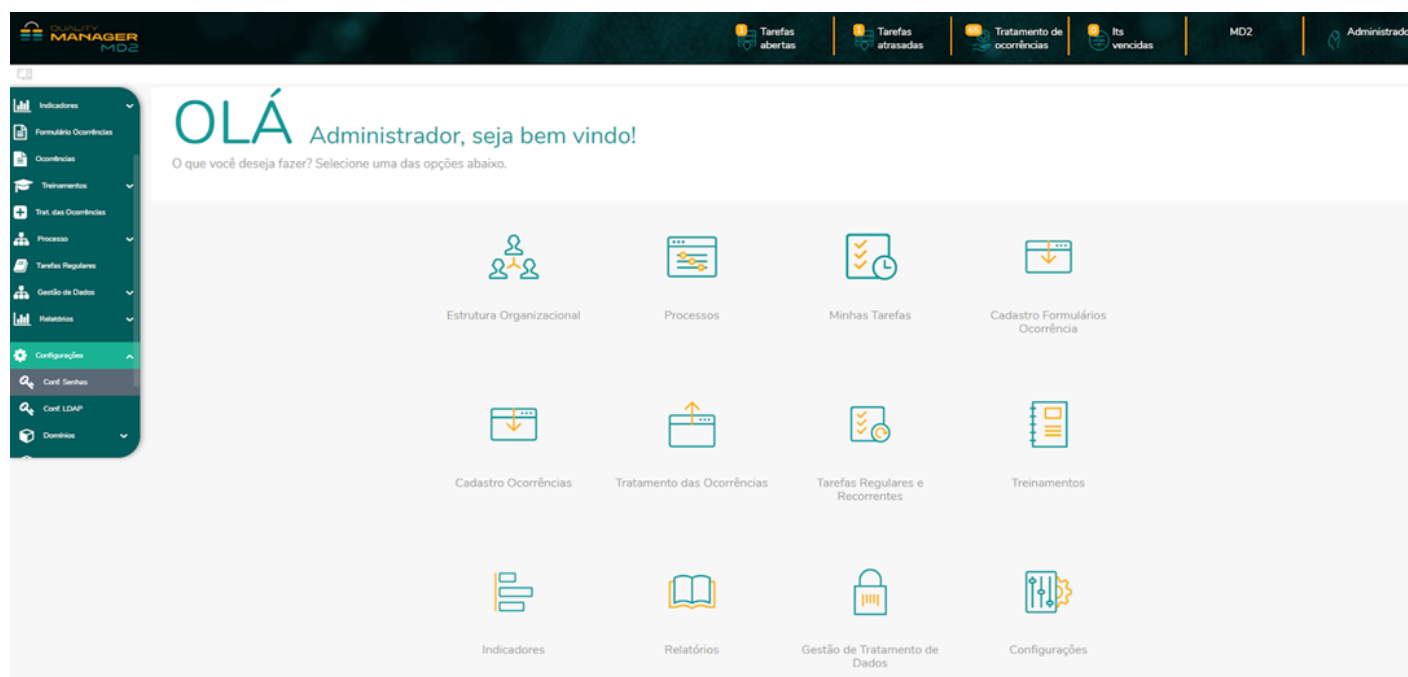 QUALITY
MANAGER
MD2
1 Tarefas
abertas
1 Tarefas
atrasadas
Tratamento de
ocorrências
0 Its
vencidas
MD2
Administrado
Indicadores
Formulário Ocorrências
Ocorrências
Treinamentos
Trat. das Ocorrências
Processo
Tarefas Regulares
Gestão de Dados
Relatórios
Configurações
Conf. Senhas
Conf. LDAP
Domínios
OLÁ Administrador, seja bem vindo!
O que você deseja fazer? Selecione uma das opções abaixo.
Estrutura Organizacional
Processos
Minhas Tarefas
Cadastro Formulários
Ocorrência
Cadastro Ocorrências
Tratamento das Ocorrências
Tarefas Regulares e
Recorrentes
Treinamentos
Indicadores
Relatórios
Gestão de Tratamento de
Dados
Configurações